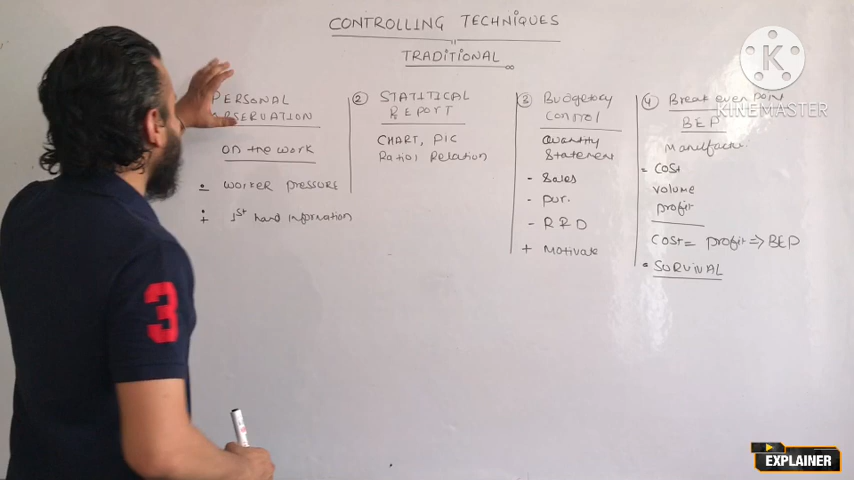 CONTROLLING TECHNIQUES
TRADITIONAL
PERSONAL
OBSERVATION
ON the work
- WORKER PRESSURE
+ 1st hand information
② STATITICAL
REPORT
CHART, PIC
Ratio, Relation
③ Budgetory
Control
Quantity
Statement
- Sales
- pur.
- R&D
+ Motivate
④ Break even point
BEP
- Cost
volume
profit
Cost = profit => BEP
SURVIVAL
K
KINEMASTER
3
EXPLAINER